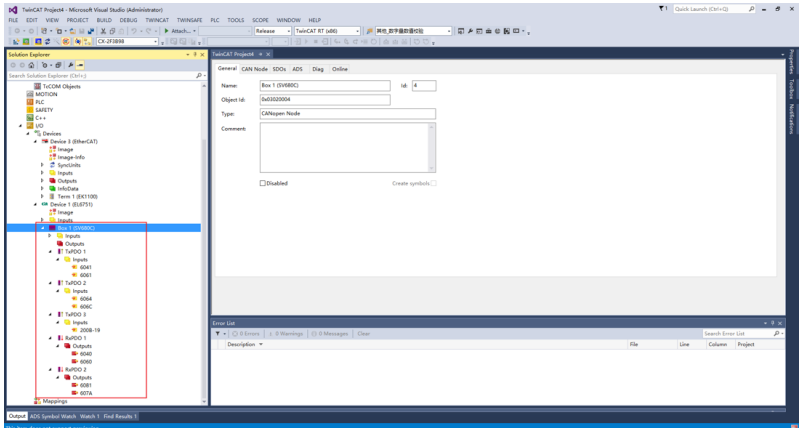 TwinCAT Project4 - Microsoft Visual Studio (Administrator)
Quick Launch (Ctrl+Q)
FILE EDIT VIEW PROJECT BUILD DEBUG TWINCAT TWINSAFE PLC TOOLS SCOPE WINDOW HELP
Attach...
Release
TwinCAT RT (x86)
CX-2F3B98
Solution Explorer
Search Solution Explorer (Ctrl+;)
TcCOM Objects
MOTION
PLC
SAFETY
C++
I/O
Devices
Device 3 (EtherCAT)
Image
Image-Info
SyncUnits
Inputs
Outputs
InfoData
Term 1 (EK1100)
Device 1 (EL6751)
Image
Inputs
Box 1 (SV680C)
Inputs
Outputs
TxPDO 1
Inputs
6041
6061
TxPDO 2
Inputs
6064
606C
TxPDO 3
Inputs
200B-19
RxPDO 1
Outputs
6040
6060
RxPDO 2
Outputs
6081
607A
Mappings
TwinCAT Project4
General CAN Node SDOs ADS Diag Online
Name: Box 1 (SV680C) Id: 4
Object Id: 0x03020004
Type: CANopen Node
Comment:
Disabled Create symbols
Error List
0 Errors 0 Warnings 0 Messages Clear
Search Error List
Description File Line Column Project
Properties
Toolbox
Notifications
Output ADS Symbol Watch Watch 1 Find Results 1